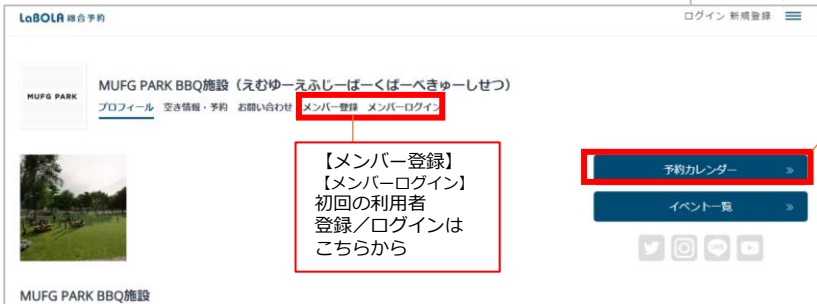 LaBOLA 総合予約
ログイン 新規登録
MUFG PARK
MUFG PARK BBQ施設（えむゆーえふじーぱーくばーべきゅーしせつ）
プロフィール 空き情報・予約 お問い合わせ メンバー登録 メンバーログイン
【メンバー登録】
【メンバーログイン】
初回の利用者
登録／ログインは
こちらから
予約カレンダー »
イベント一覧 »
LINE
MUFG PARK BBQ施設